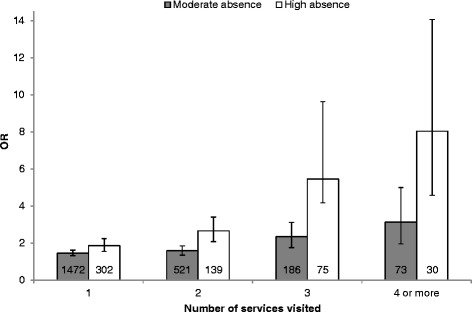 Moderate absence High absence
14
12
10
8
6
4
2
0
OR
1472 302 521 139 186 75 73 30
1 2 3 4 or more
Number of services visited